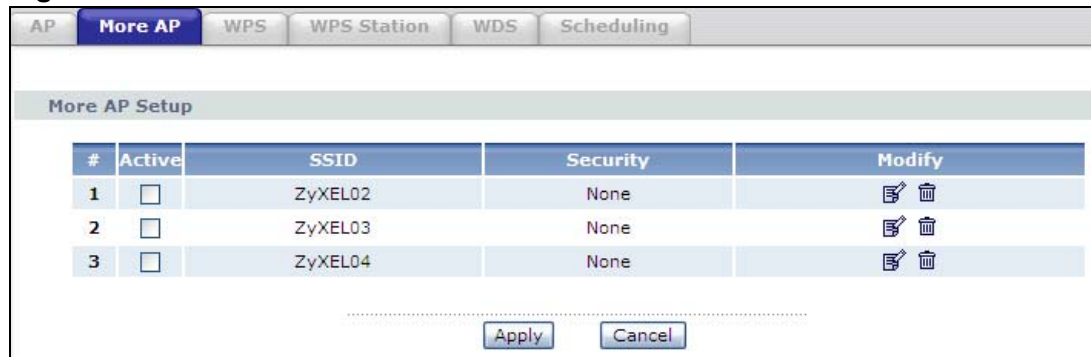 AP More AP WPS WPS Station WDS Scheduling
More AP Setup
# Active SSID Security Modify
1 ZyXEL02 None
2 ZyXEL03 None
3 ZyXEL04 None
Apply Cancel